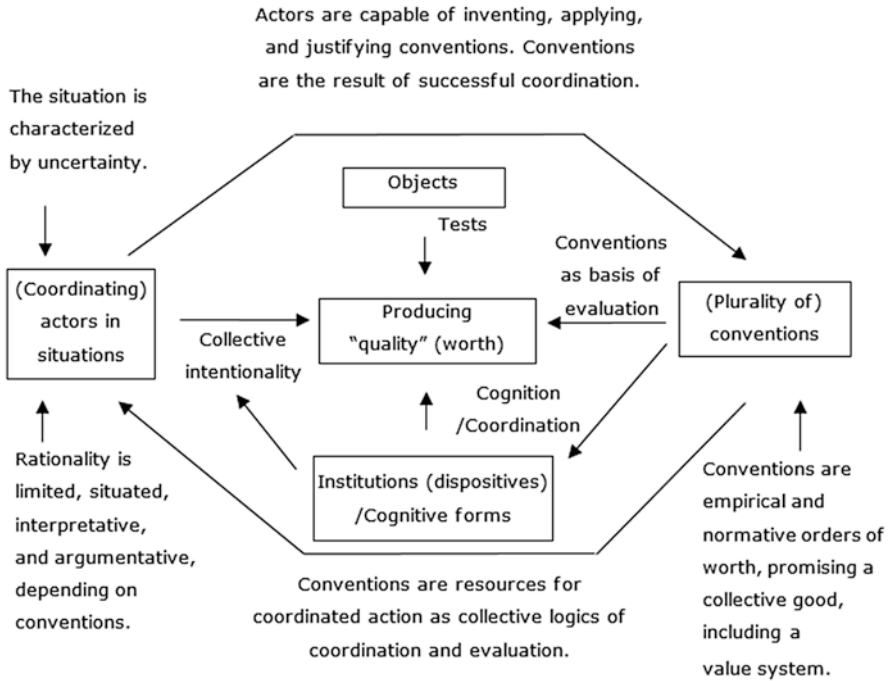 Actors are capable of inventing, applying,
and justifying conventions. Conventions
are the result of successful coordination.
The situation is
characterized
by uncertainty.
Objects
Tests
Conventions
as basis of
evaluation
(Coordinating)
actors in
situations
Producing
“quality” (worth)
(Plurality of)
conventions
Collective
intentionality
Cognition
/Coordination
Institutions (dispositives)
/Cognitive forms
Rationality is
limited, situated,
interpretative,
and argumentative,
depending on
conventions.
Conventions are resources for
coordinated action as collective logics of
coordination and evaluation.
Conventions are
empirical and
normative orders of
worth, promising a
collective good,
including a
value system.